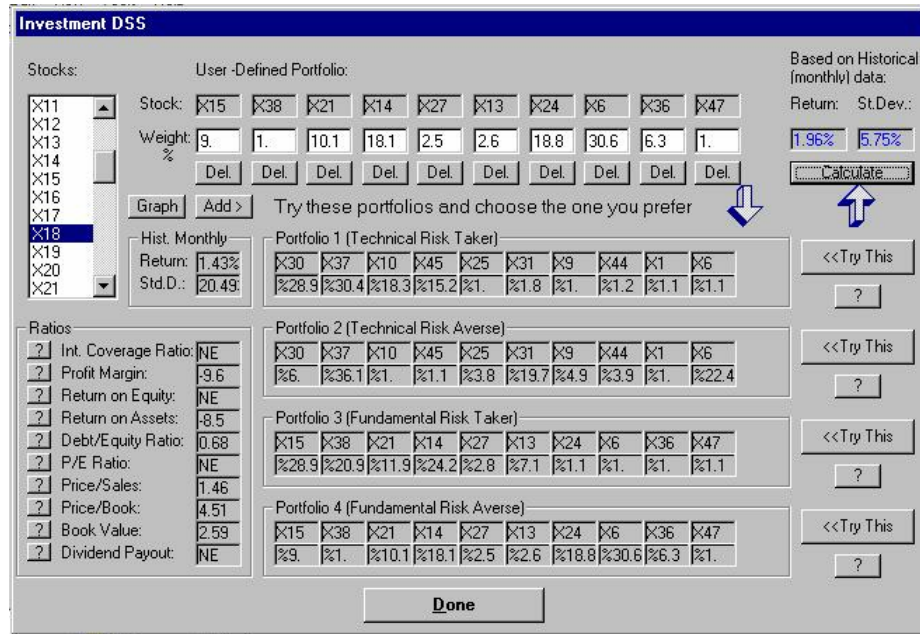 Investment DSS
Stocks:
User -Defined Portfolio:
Based on Historical
(monthly) data:
X11
X12
X13
X14
X15
X16
X17
X18
X19
X20
X21
Stock: X15 X38 X21 X14 X27 X13 X24 X6 X36 X47
Return: St.Dev.:
Weight: 9. 1. 10.1 18.1 2.5 2.6 18.8 30.6 6.3 1.
%
1.96% 5.75%
Del. Del. Del. Del. Del. Del. Del. Del. Del. Del.
Calculate
Graph Add > Try these portfolios and choose the one you prefer
Hist. Monthly
Return: 1.43%
Std.D.: 20.49
Portfolio 1 (Technical Risk Taker)
X30 X37 X10 X45 X25 X31 X9 X44 X1 X6
%28.9 %30.4 %18.3 %15.2 %1. %1.8 %1. %1.2 %1.1 %1.1
<<Try This
?
Ratios
? Int. Coverage Ratio: NE
? Profit Margin: -9.6
? Return on Equity: NE
? Return on Assets: -8.5
? Debt/Equity Ratio: 0.68
? P/E Ratio: NE
? Price/Sales: 1.46
? Price/Book: 4.51
? Book Value: 2.59
? Dividend Payout: NE
Portfolio 2 (Technical Risk Averse)
X30 X37 X10 X45 X25 X31 X9 X44 X1 X6
%6. %36.1 %1. %1.1 %3.8 %19.7 %4.9 %3.9 %1. %22.4
<<Try This
?
Portfolio 3 (Fundamental Risk Taker)
X15 X38 X21 X14 X27 X13 X24 X6 X36 X47
%28.9 %20.9 %11.9 %24.2 %2.8 %7.1 %1.1 %1. %1. %1.1
<<Try This
?
Portfolio 4 (Fundamental Risk Averse)
X15 X38 X21 X14 X27 X13 X24 X6 X36 X47
%9. %1. %10.1 %18.1 %2.5 %2.6 %18.8 %30.6 %6.3 %1.
<<Try This
?
Done